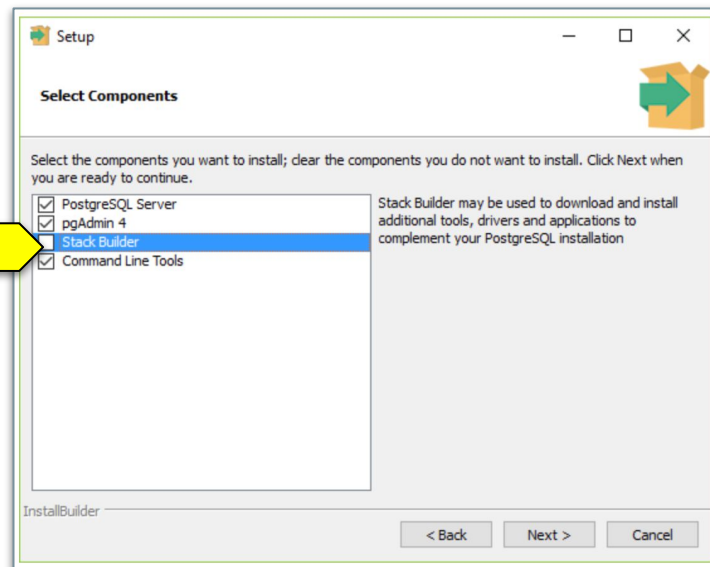 Setup
Select Components
Select the components you want to install; clear the components you do not want to install. Click Next when
you are ready to continue.
PostgreSQL Server
pgAdmin 4
Stack Builder
Command Line Tools
Stack Builder may be used to download and install
additional tools, drivers and applications to
complement your PostgreSQL installation
InstallBuilder
< Back
Next >
Cancel